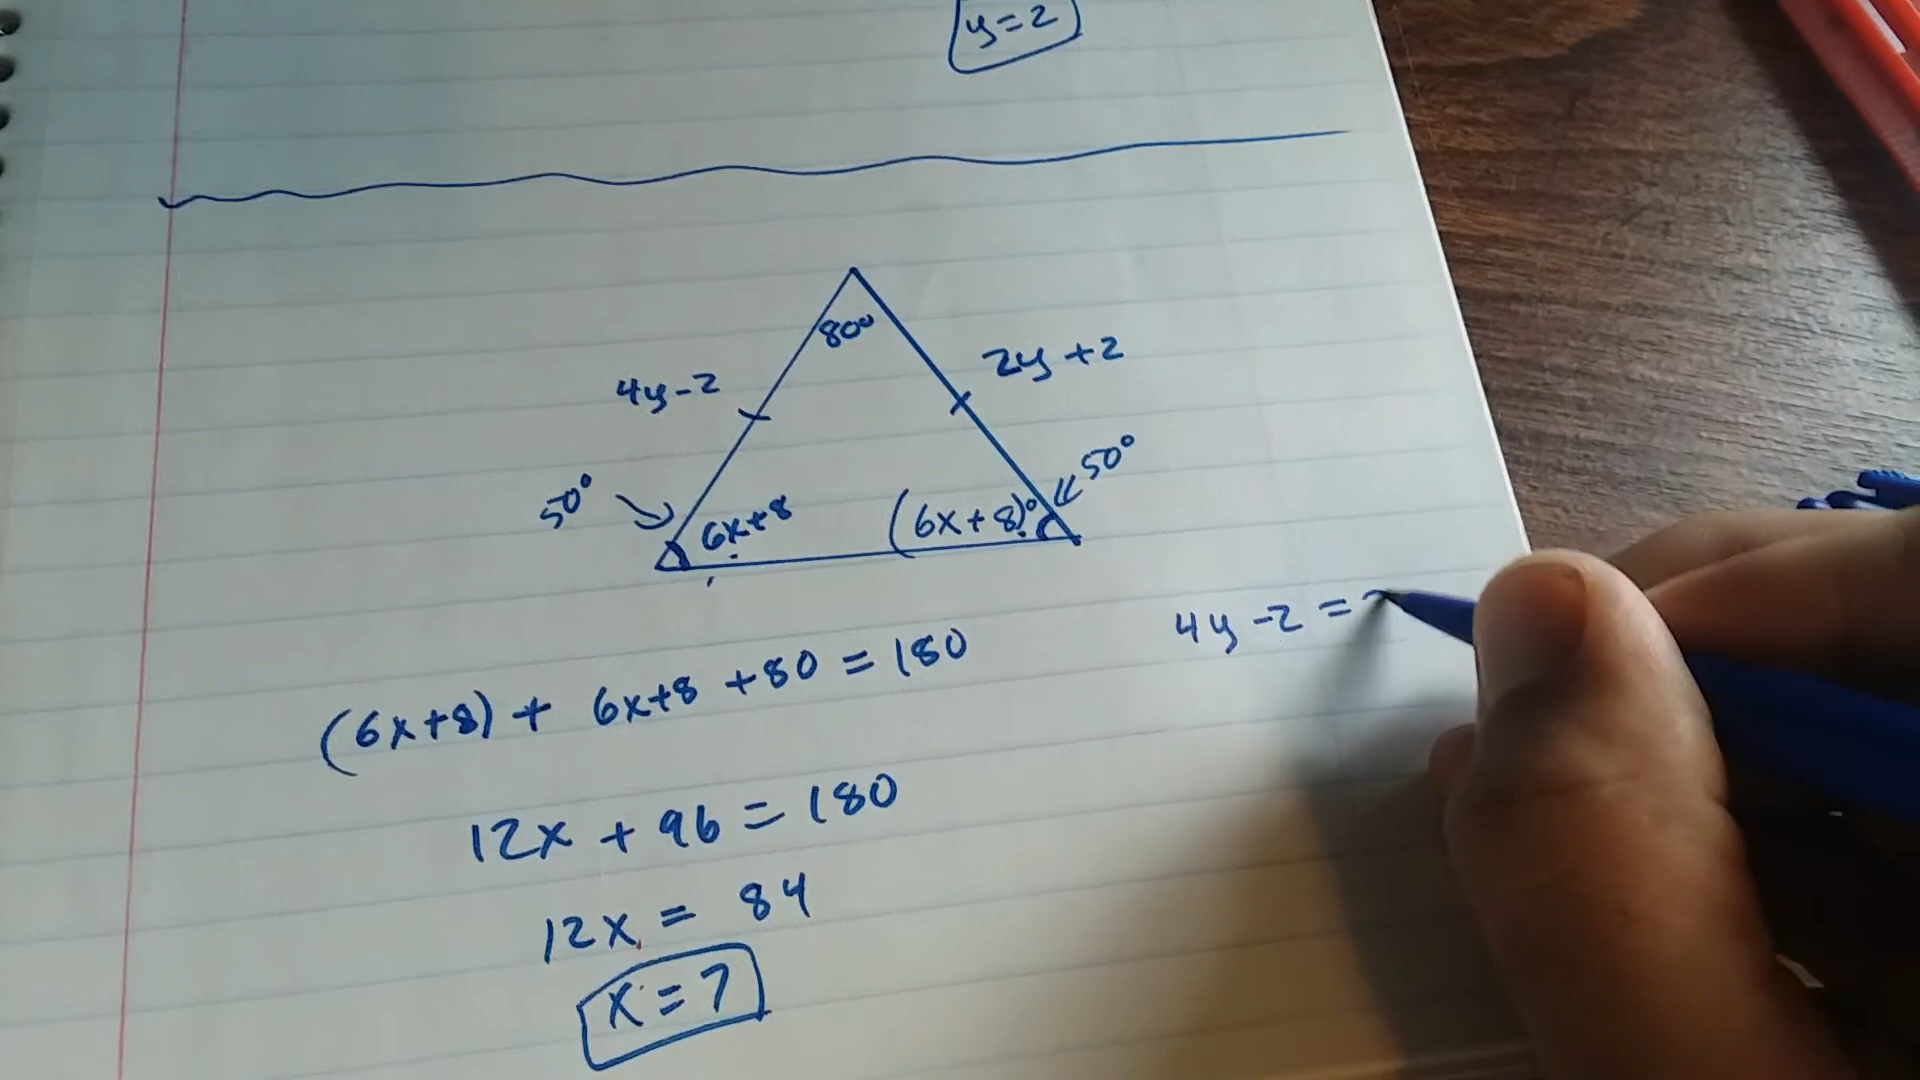 y=2
80°
4y-2
2y+2
50°
50°
6x+8
(6x+8)°
4y-2=
(6x+8)+ 6x+8 +80=180
12x + 96 = 180
12x = 84
x=7